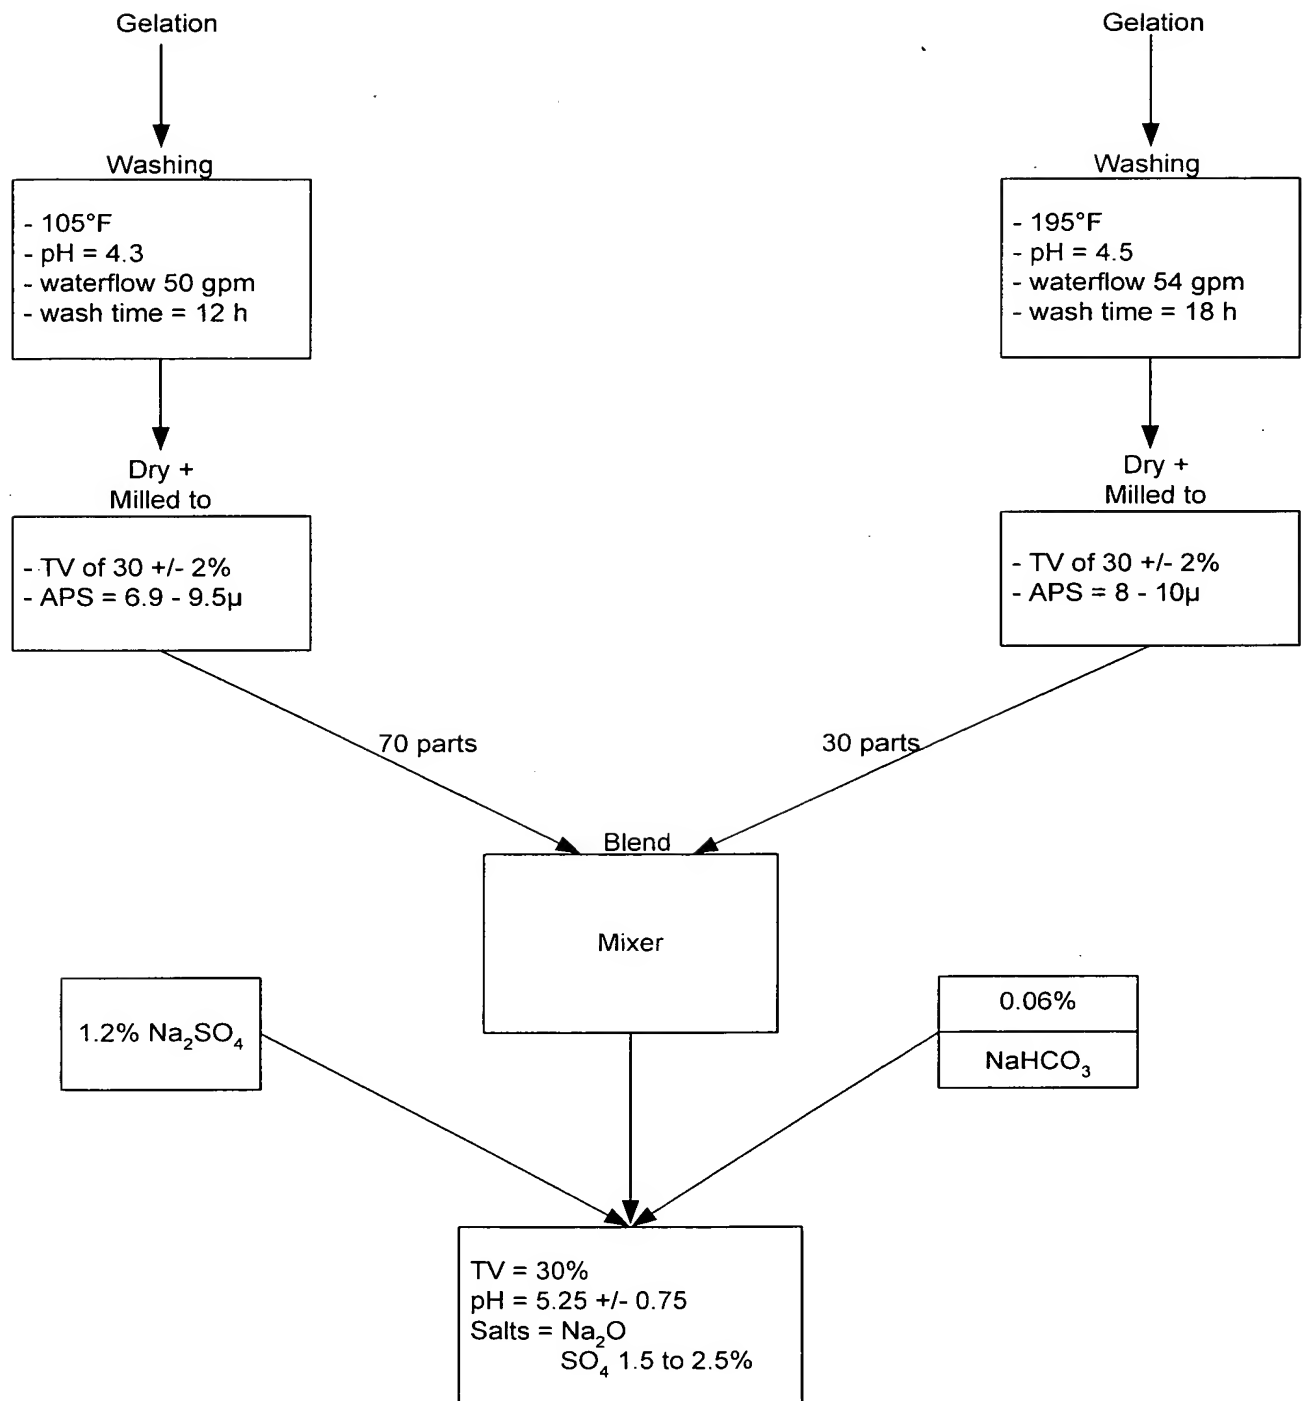 Gelation
Washing
- 105°F
- pH = 4.3
- waterflow 50 gpm
- wash time = 12 h
Dry +
Milled to
- TV of 30 +/- 2%
- APS = 6.9 - 9.5µ
70 parts
Gelation
Washing
- 195°F
- pH = 4.5
- waterflow 54 gpm
- wash time = 18 h
Dry +
Milled to
- TV of 30 +/- 2%
- APS = 8 - 10µ
30 parts
Blend
Mixer
1.2% Na₂SO₄
0.06%
NaHCO₃
TV = 30%
pH = 5.25 +/- 0.75
Salts = Na₂O
SO₄ 1.5 to 2.5%